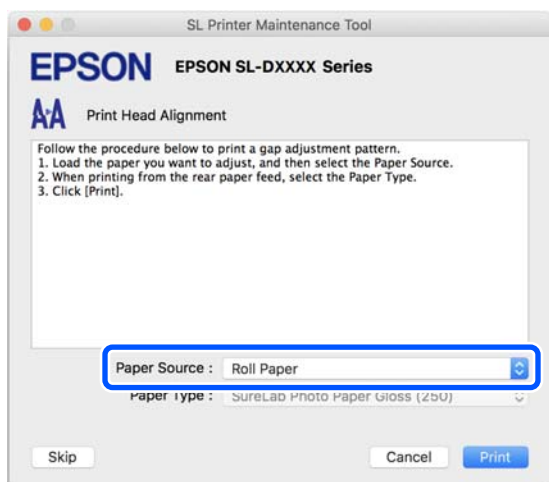 SL Printer Maintenance Tool
EPSON EPSON SL-DXXXX Series
A-A Print Head Alignment
Follow the procedure below to print a gap adjustment pattern.
1. Load the paper you want to adjust, and then select the Paper Source.
2. When printing from the rear paper feed, select the Paper Type.
3. Click [Print].
Paper Source : Roll Paper
Paper Type : SureLab Photo Paper Gloss (250)
Skip Cancel Print